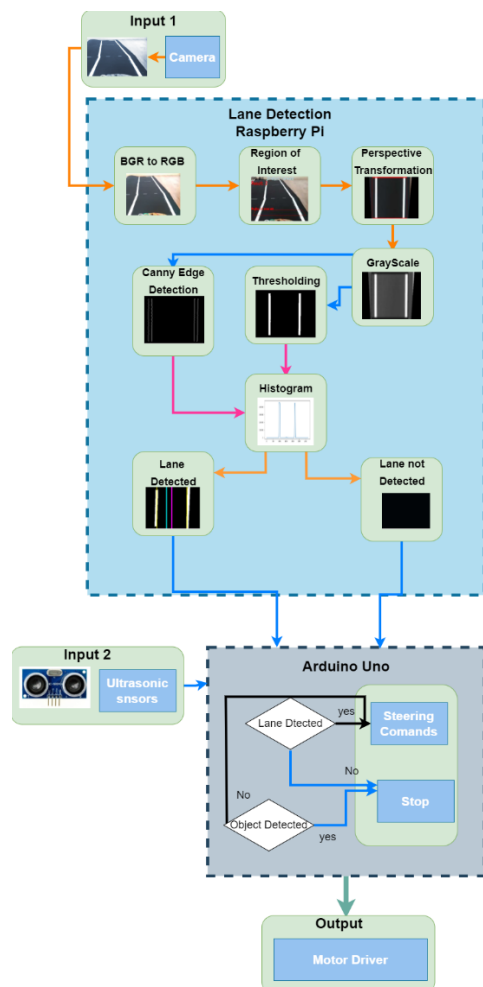 Input 1
Camera
Lane Detection
Raspberry Pi
BGR to RGB
Region of
Interest
Perspective
Transformation
Canny Edge
Detection
Thresholding
GrayScale
Histogram
Lane
Detected
Lane not
Detected
Input 2
Ultrasonic
snsors
Arduino Uno
Lane Dtected
yes
Steering
Comands
No
Stop
No
Object Detected
yes
Output
Motor Driver